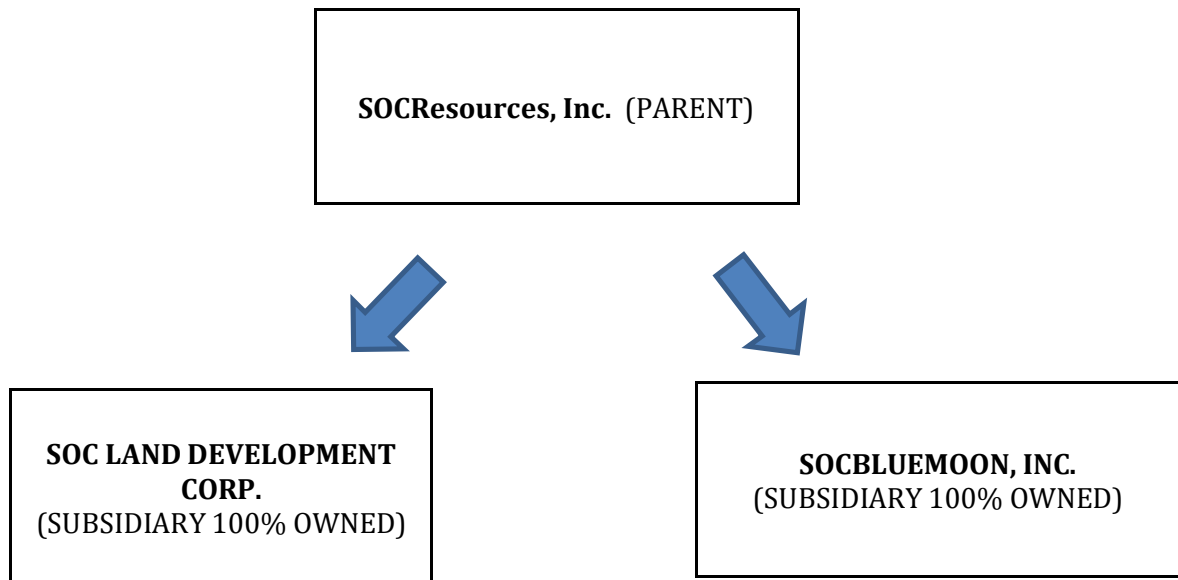 SOCResources, Inc. (PARENT)
SOC LAND DEVELOPMENT
CORP.
(SUBSIDIARY 100% OWNED)
SOCBLUEMOON, INC.
(SUBSIDIARY 100% OWNED)